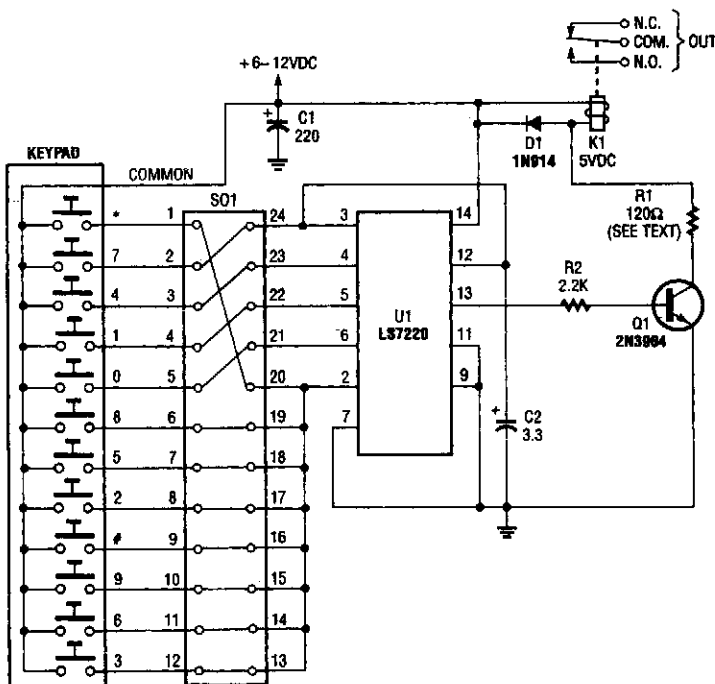 N.C.
COM.
N.O.
OUT
+6–12VDC
C1
220
D1
1N914
K1
5VDC
KEYPAD
COMMON
SO1
R1
120Ω
(SEE TEXT)
R2
2.2K
Q1
2N3904
U1
LS7220
C2
3.3
* 1 24 3 14
7 2 23 4 12
4 3 22 5 13
1 4 21 6 11
0 5 20 2 9
8 6 19 7
5 7 18
2 8 17
# 9 16
9 10 15
6 11 14
3 12 13